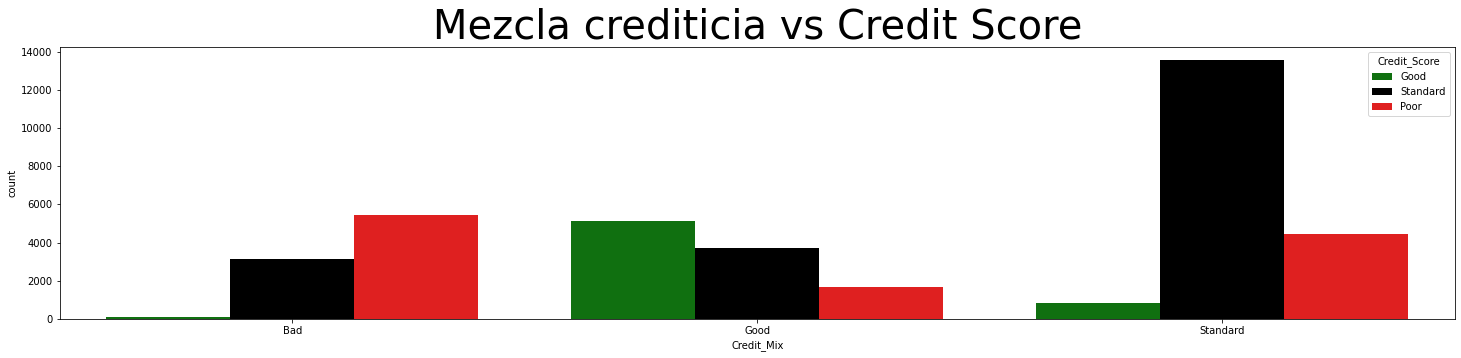 Mezcla crediticia vs Credit Score
14000
12000
10000
8000
6000
4000
2000
0
count
Credit_Score
Good
Standard
Poor
Bad
Good
Standard
Credit_Mix